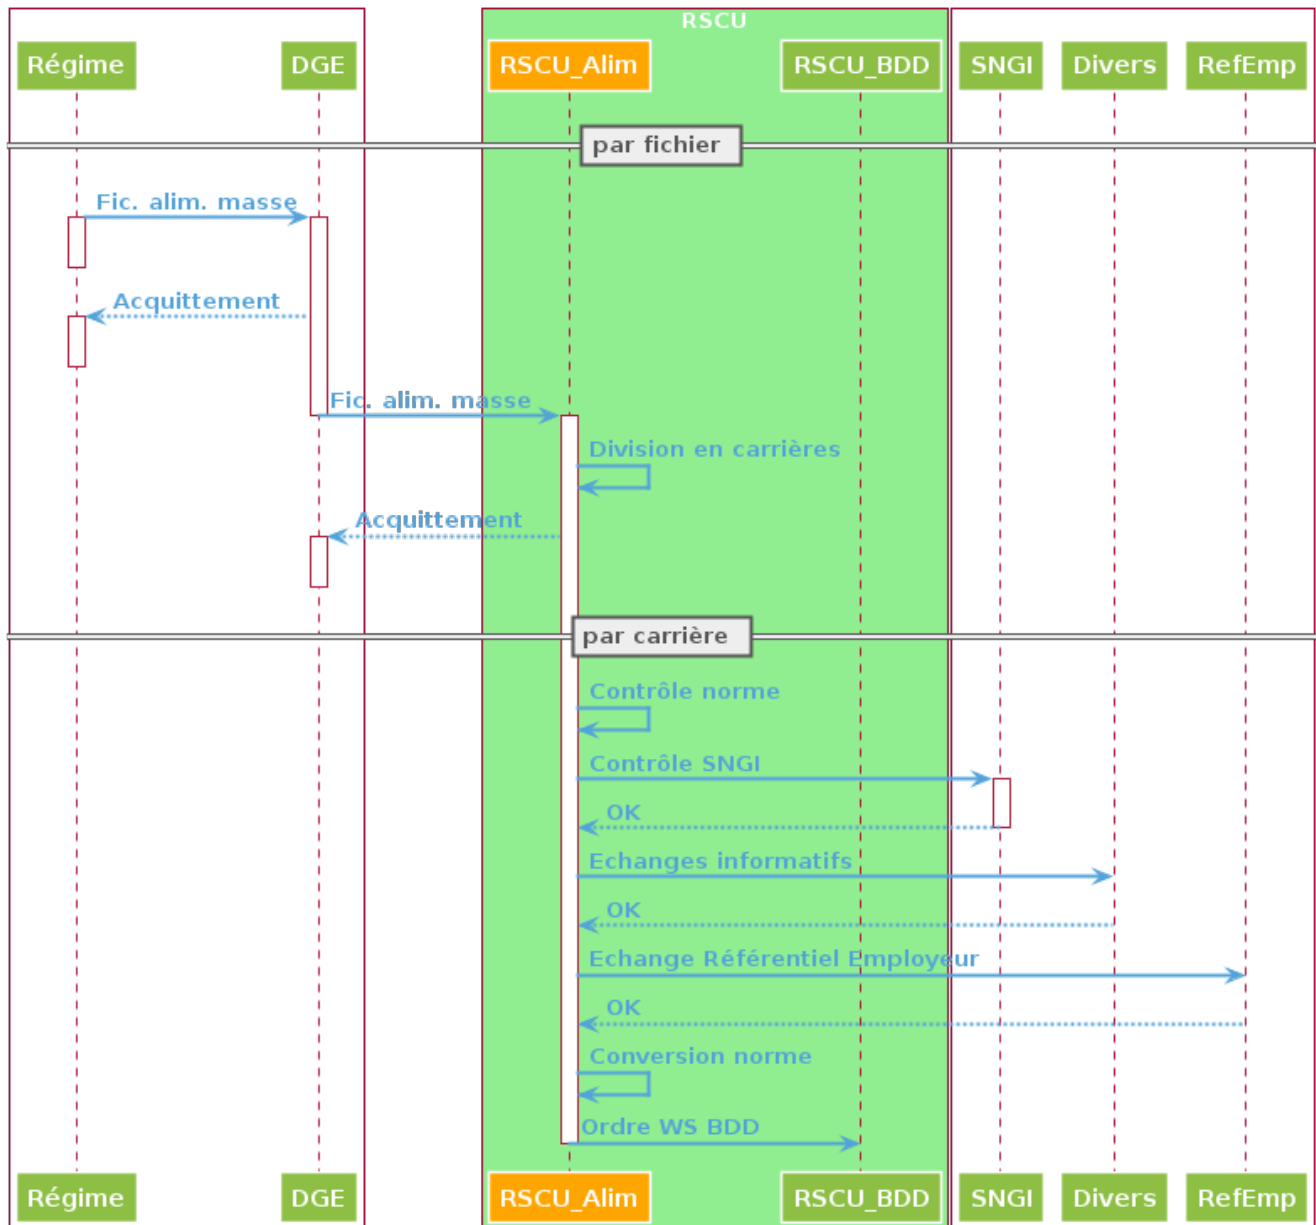 RSCU
Régime
DGE
RSCU_Alim
RSCU_BDD
SNGI
Divers
RefEmp
par fichier
Fic. alim. masse
Acquittement
Fic. alim. masse
Division en carrières
Acquittement
par carrière
Contrôle norme
Contrôle SNGI
OK
Echanges informatifs
OK
Echange Référentiel Employeur
OK
Conversion norme
Ordre WS BDD
Régime
DGE
RSCU_Alim
RSCU_BDD
SNGI
Divers
RefEmp